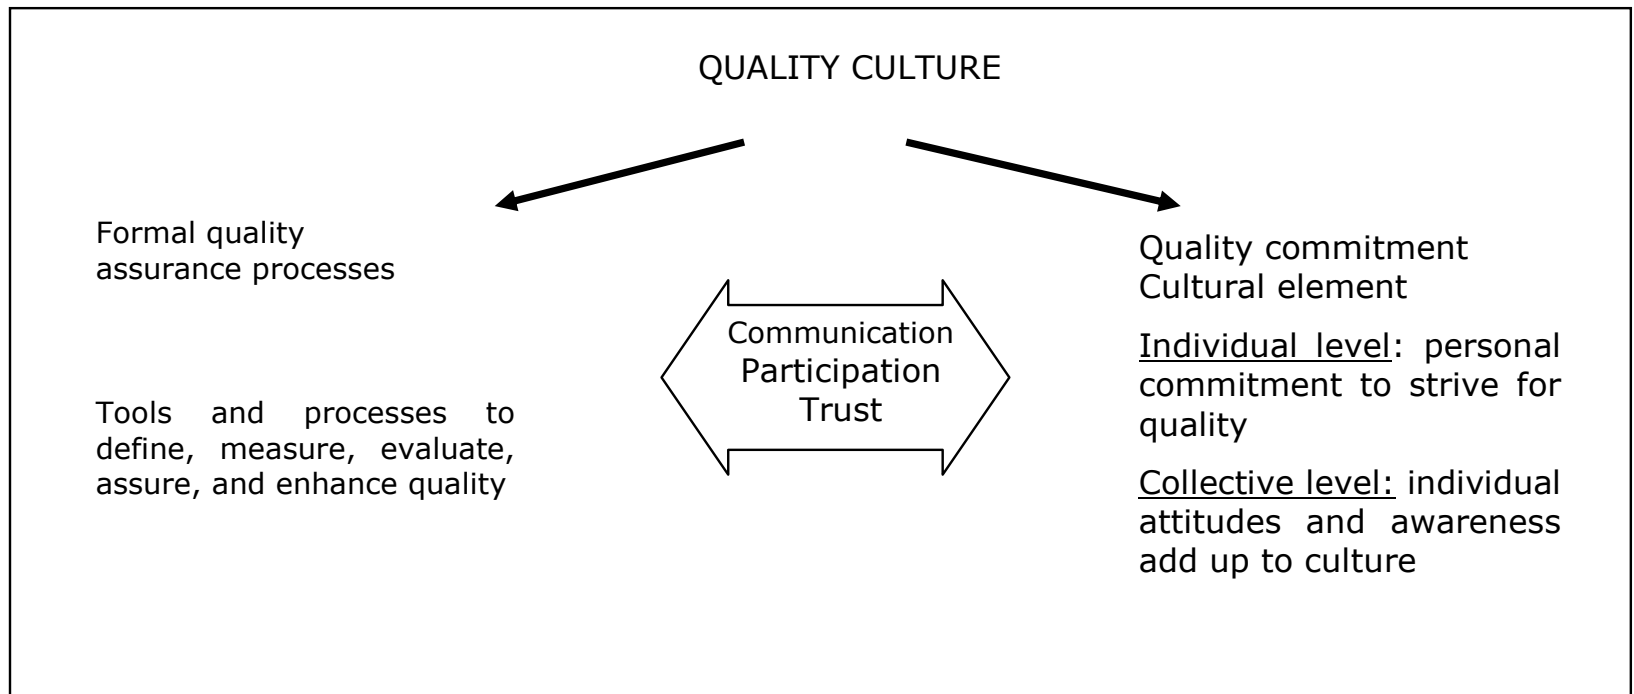 QUALITY CULTURE
Formal quality
assurance processes
Tools and processes to
define, measure, evaluate,
assure, and enhance quality
Communication
Participation
Trust
Quality commitment
Cultural element
Individual level: personal
commitment to strive for
quality
Collective level: individual
attitudes and awareness
add up to culture